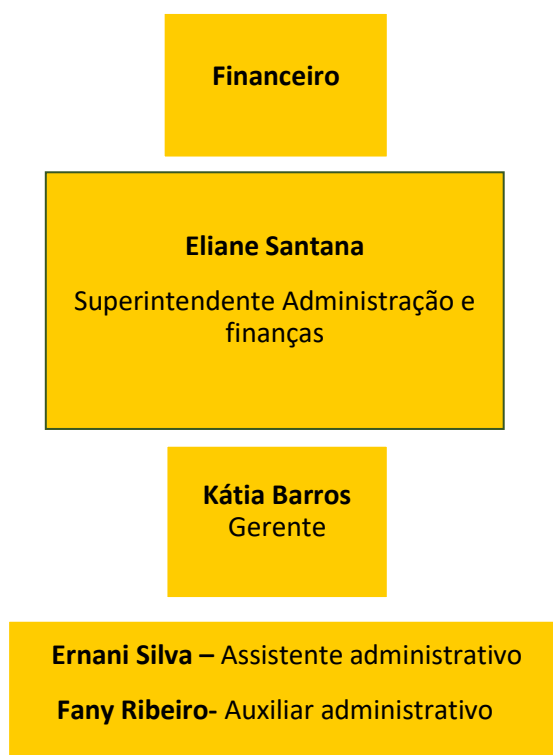 Financeiro
Eliane Santana
Superintendente Administração e
finanças
Kátia Barros
Gerente
Ernani Silva – Assistente administrativo
Fany Ribeiro- Auxiliar administrativo